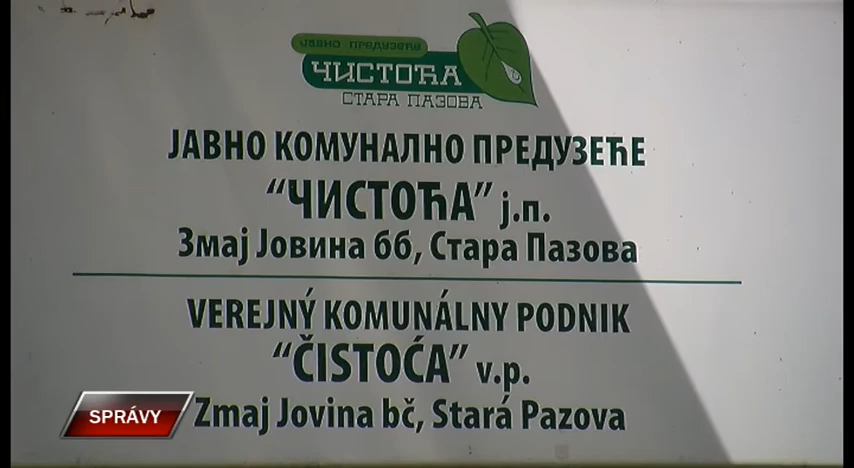 ЈАВНО ПРЕДУЗЕЋЕ
ЧИСТОЋА
СТАРА ПАЗОВА
ЈАВНО КОМУНАЛНО ПРЕДУЗЕЋЕ
“ЧИСТОЋА” ј.п.
Змај Јовина бб, Стара Пазова
VEREJNÝ KOMUNÁLNY PODNIK
“ČISTOĆA” v.p.
Zmaj Jovina bč, Stará Pazova
SPRÁVY